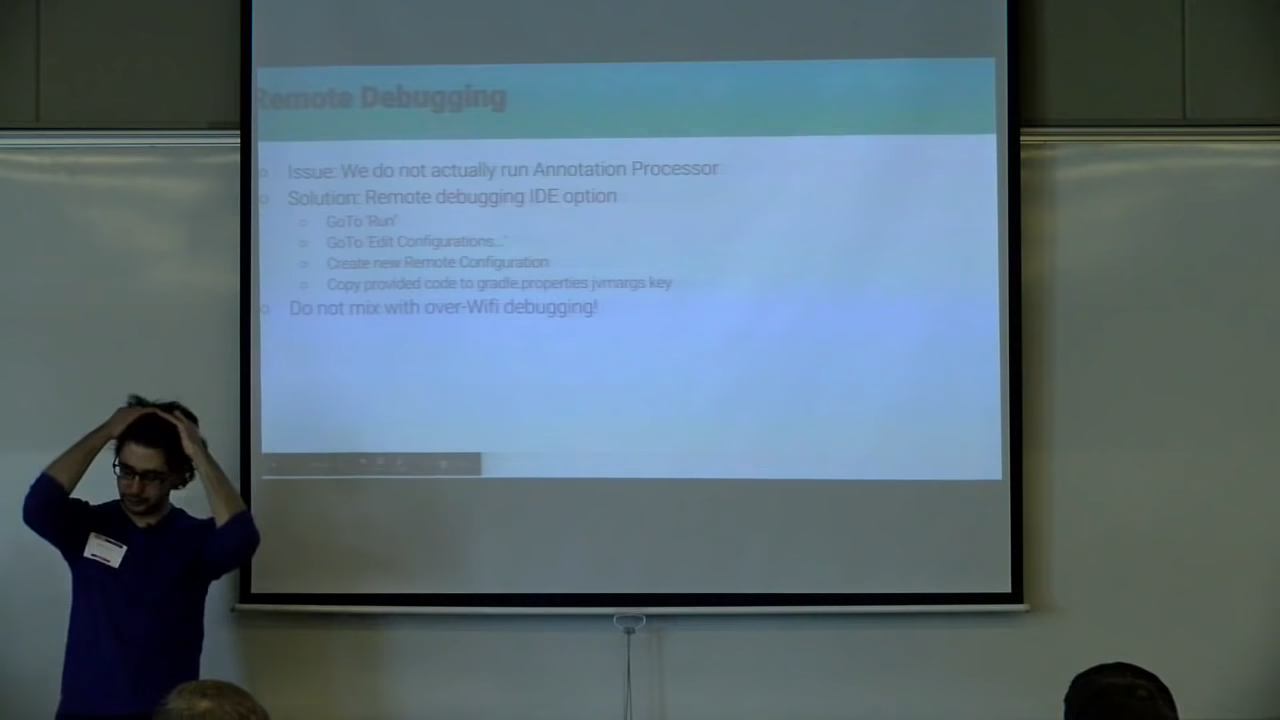 Remote Debugging
Issue: We do not actually run Annotation Processor
Solution: Remote debugging IDE option
GoTo 'Run'
GoTo 'Edit Configurations...'
Create new Remote Configuration
Copy provided code to gradle.properties jvmargs key
Do not mix with over-Wifi debugging!